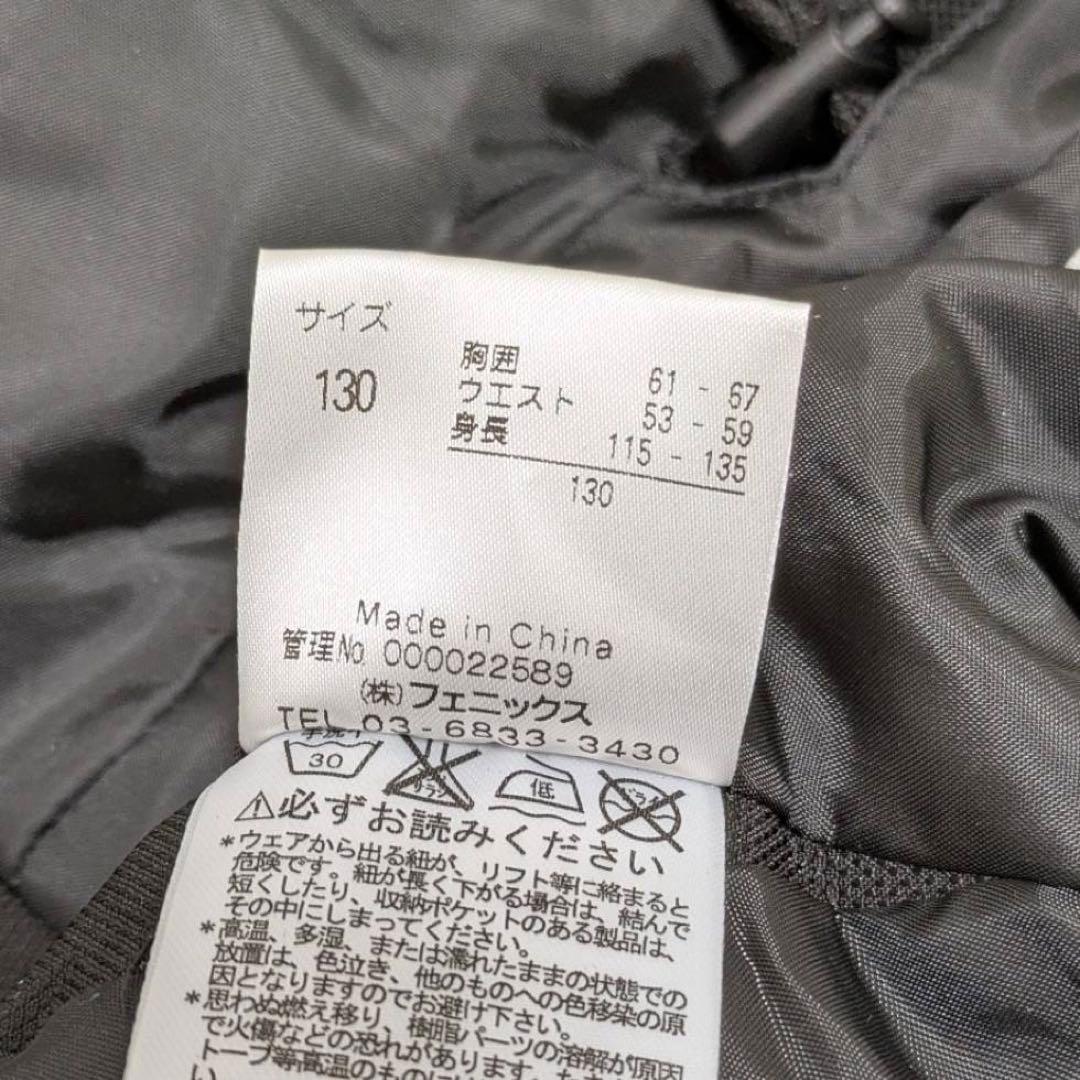 サイズ
130
胸囲 61 - 67
ウエスト 53 - 59
身長 115 - 135
130
Made in China
管理No. 000022589
(株)フェニックス
TEL 03-6833-3430
手洗イ
30
サラシ
低
ドライ
⚠必ずお読みください
*ウェアから出る紐が、リフト等に絡まると
危険です。紐が長く下がる場合は、結んで
短くしたり、収納ポケットのある製品は、
その中にしまってください。
*高温、多湿、または濡れたままの状態での
放置は、色泣き、他のものへの色移染の原
因となりますのでお避け下さい。
*思わぬ燃え移り、樹脂パーツの溶解が原因
で火傷などの恐れがあります。
トーブ等高温のものには